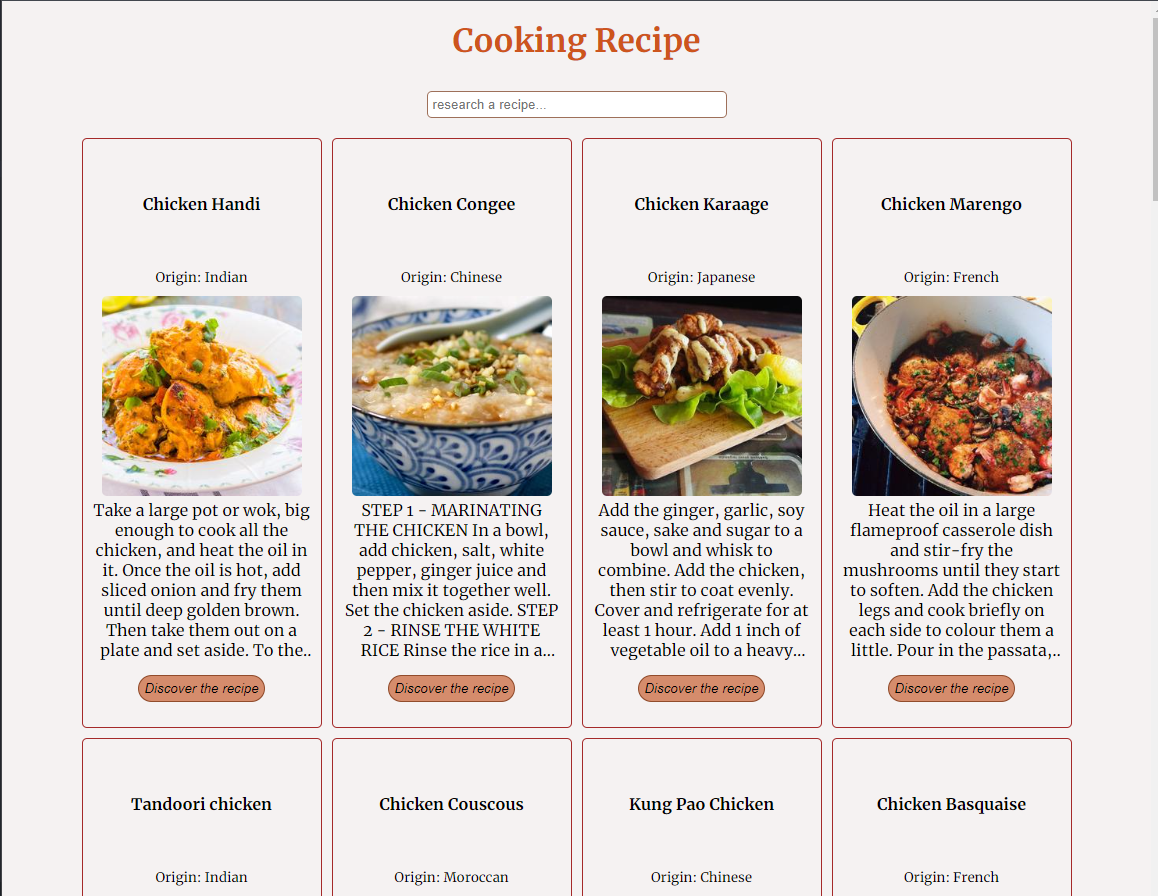 Cooking Recipe
research a recipe...
Chicken Handi
Origin: Indian
Take a large pot or wok, big
enough to cook all the
chicken, and heat the oil in
it. Once the oil is hot, add
sliced onion and fry them
until deep golden brown.
Then take them out on a
plate and set aside. To the..
Discover the recipe
Chicken Congee
Origin: Chinese
STEP 1 - MARINATING
THE CHICKEN In a bowl,
add chicken, salt, white
pepper, ginger juice and
then mix it together well.
Set the chicken aside. STEP
2 - RINSE THE WHITE
RICE Rinse the rice in a...
Discover the recipe
Chicken Karaage
Origin: Japanese
Add the ginger, garlic, soy
sauce, sake and sugar to a
bowl and whisk to
combine. Add the chicken,
then stir to coat evenly.
Cover and refrigerate for at
least 1 hour. Add 1 inch of
vegetable oil to a heavy...
Discover the recipe
Chicken Marengo
Origin: French
Heat the oil in a large
flameproof casserole dish
and stir-fry the
mushrooms until they start
to soften. Add the chicken
legs and cook briefly on
each side to colour them a
little. Pour in the passata,..
Discover the recipe
Tandoori chicken
Origin: Indian
Chicken Couscous
Origin: Moroccan
Kung Pao Chicken
Origin: Chinese
Chicken Basquaise
Origin: French